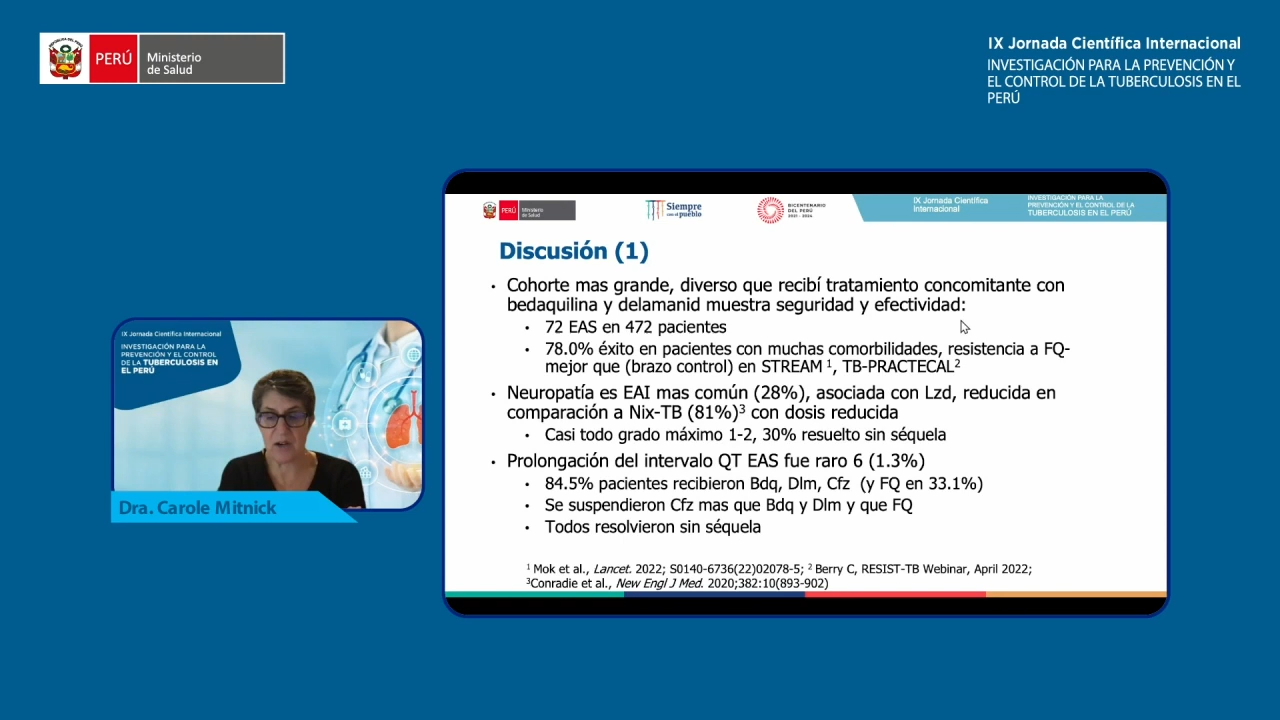 PERÚ
Ministerio
de Salud
IX Jornada Científica Internacional
INVESTIGACIÓN PARA LA PREVENCIÓN Y
EL CONTROL DE LA TUBERCULOSIS EN EL
PERÚ
PERÚ
Ministerio
de Salud
Siempre
con el pueblo
BICENTENARIO
DEL PERÚ
2021 - 2024
IX Jornada Científica
Internacional
INVESTIGACIÓN PARA LA
PREVENCIÓN Y EL CONTROL DE LA
TUBERCULOSIS EN EL PERÚ
Discusión (1)
• Cohorte mas grande, diverso que recibí tratamiento concomitante con
bedaquilina y delamanid muestra seguridad y efectividad:
• 72 EAS en 472 pacientes
• 78.0% éxito en pacientes con muchas comorbilidades, resistencia a FQ-
mejor que (brazo control) en STREAM ¹, TB-PRACTECAL²
• Neuropatía es EAI mas común (28%), asociada con Lzd, reducida en
comparación a Nix-TB (81%)³ con dosis reducida
• Casi todo grado máximo 1-2, 30% resuelto sin séquela
• Prolongación del intervalo QT EAS fue raro 6 (1.3%)
• 84.5% pacientes recibieron Bdq, Dlm, Cfz (y FQ en 33.1%)
• Se suspendieron Cfz mas que Bdq y Dlm y que FQ
• Todos resolvieron sin séquela
¹ Mok et al., Lancet. 2022; S0140-6736(22)02078-5; ² Berry C, RESIST-TB Webinar, April 2022;
³Conradie et al., New Engl J Med. 2020;382:10(893-902)
IX Jornada Científica Internacional
INVESTIGACIÓN PARA LA
PREVENCIÓN Y EL CONTROL
DE LA TUBERCULOSIS EN
EL PERÚ
Dra. Carole Mitnick